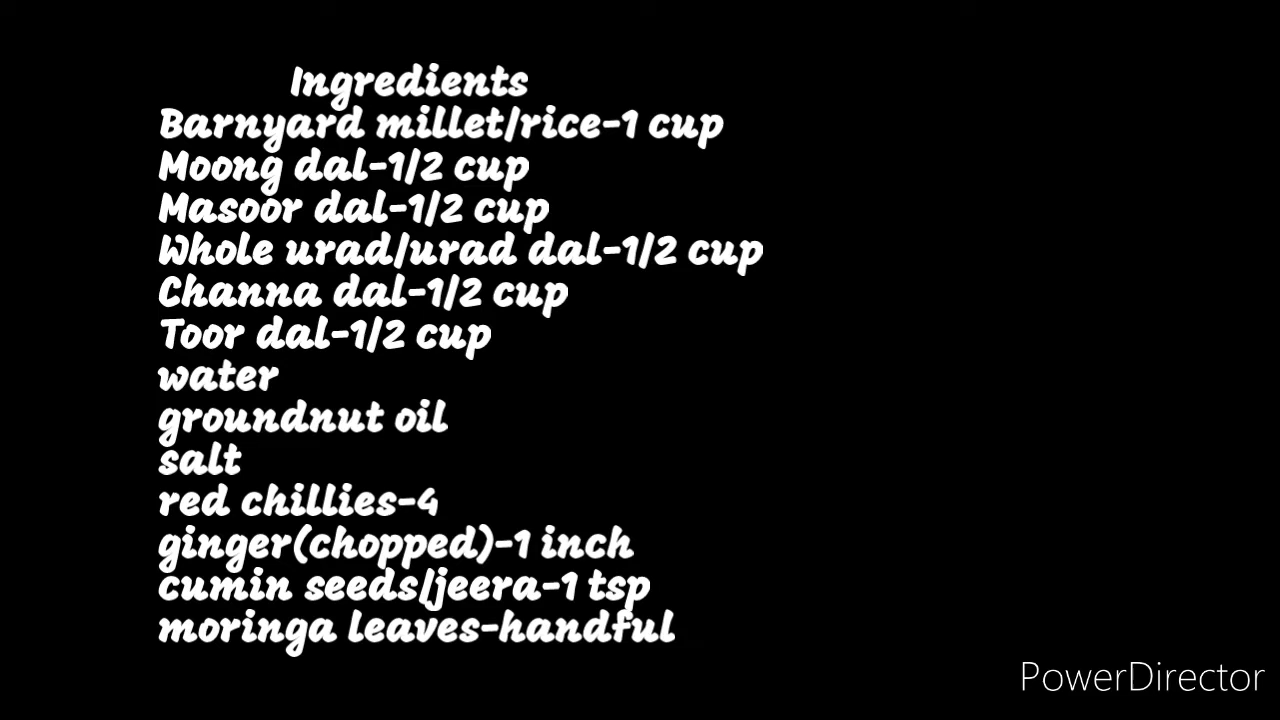 Ingredients
Barnyard millet/rice-1 cup
Moong dal-1/2 cup
Masoor dal-1/2 cup
Whole urad/urad dal-1/2 cup
Channa dal-1/2 cup
Toor dal-1/2 cup
water
groundnut oil
salt
red chillies-4
ginger(chopped)-1 inch
cumin seeds/jeera-1 tsp
moringa leaves-handful
PowerDirector